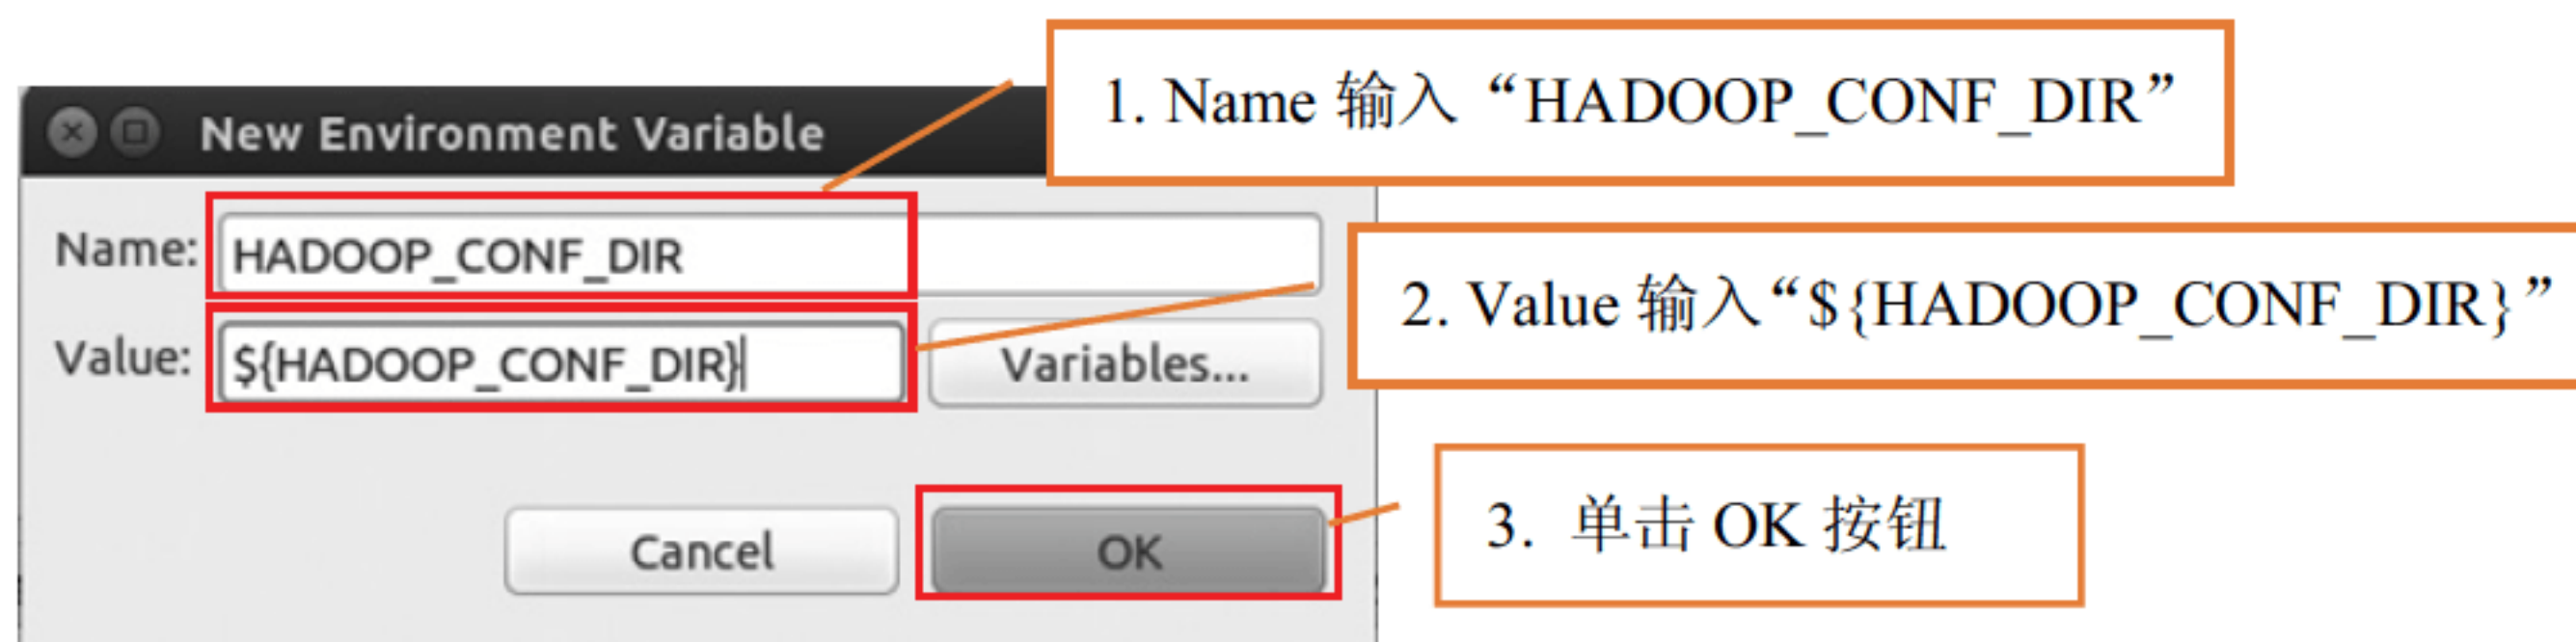 1. Name 输入“HADOOP_CONF_DIR”
New Environment Variable
Name: HADOOP_CONF_DIR
2. Value 输入“${HADOOP_CONF_DIR}”
Value: ${HADOOP_CONF_DIR} Variables...
3. 单击 OK 按钮
Cancel OK